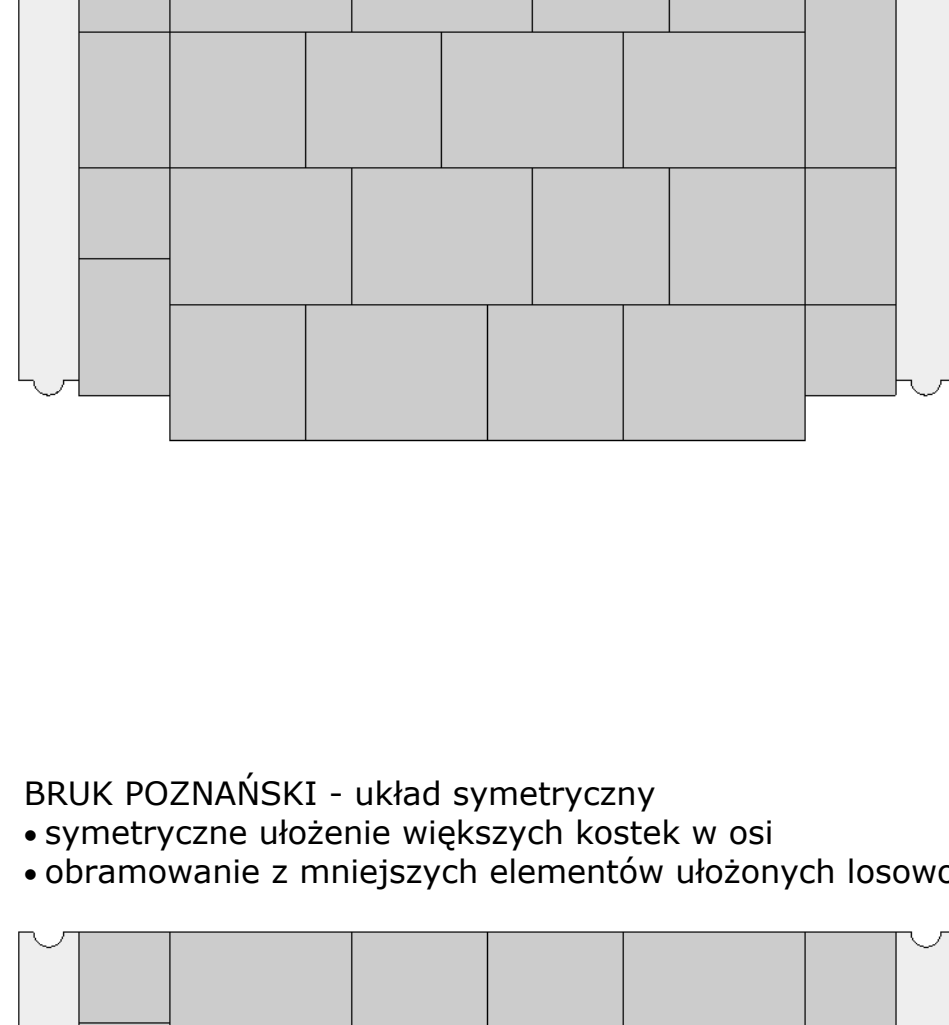 BRUK POZNAŃSKI - układ symetryczny
• symetryczne ułożenie większych kostek w osi
• obramowanie z mniejszych elementów ułożonych losowo